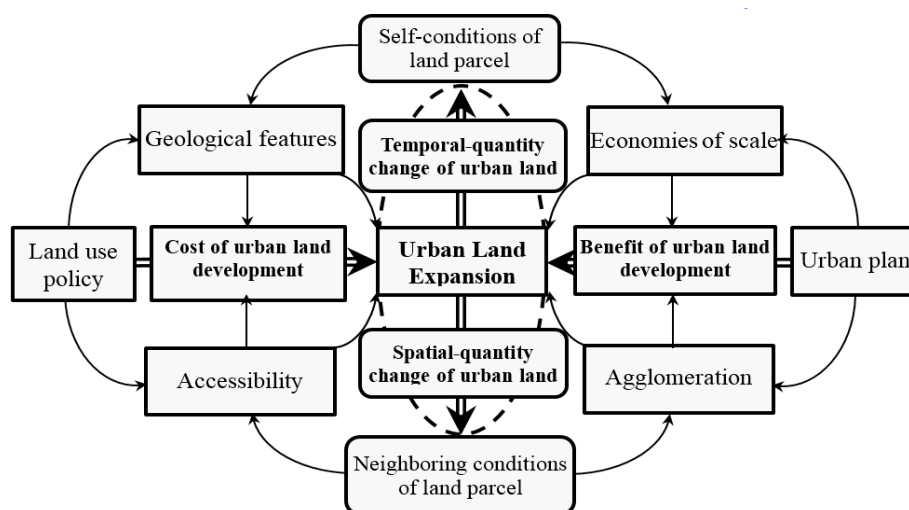 Self-conditions of
land parcel
Geological features
Temporal-quantity
change of urban land
Economies of scale
Land use
policy
Cost of urban land
development
Urban Land
Expansion
Benefit of urban land
development
Urban plan
Accessibility
Spatial-quantity
change of urban land
Agglomeration
Neighboring conditions
of land parcel